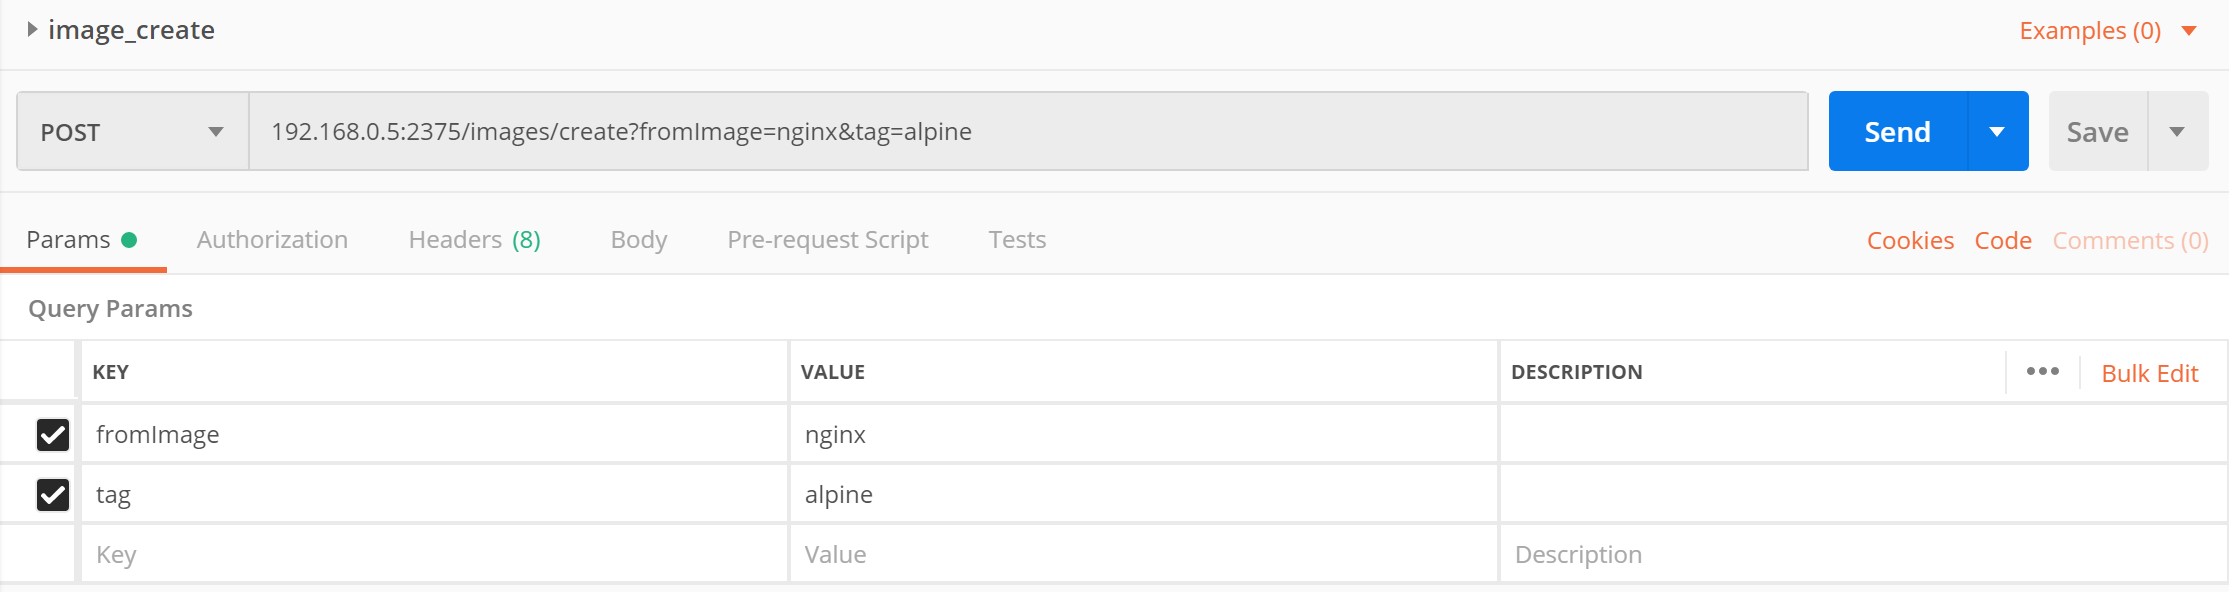 image_create
Examples (0)
POST
192.168.0.5:2375/images/create?fromImage=nginx&tag=alpine
Send
Save
Params
Authorization
Headers (8)
Body
Pre-request Script
Tests
Cookies
Code
Comments (0)
Query Params
KEY
VALUE
DESCRIPTION
Bulk Edit
fromImage
nginx
tag
alpine
Key
Value
Description